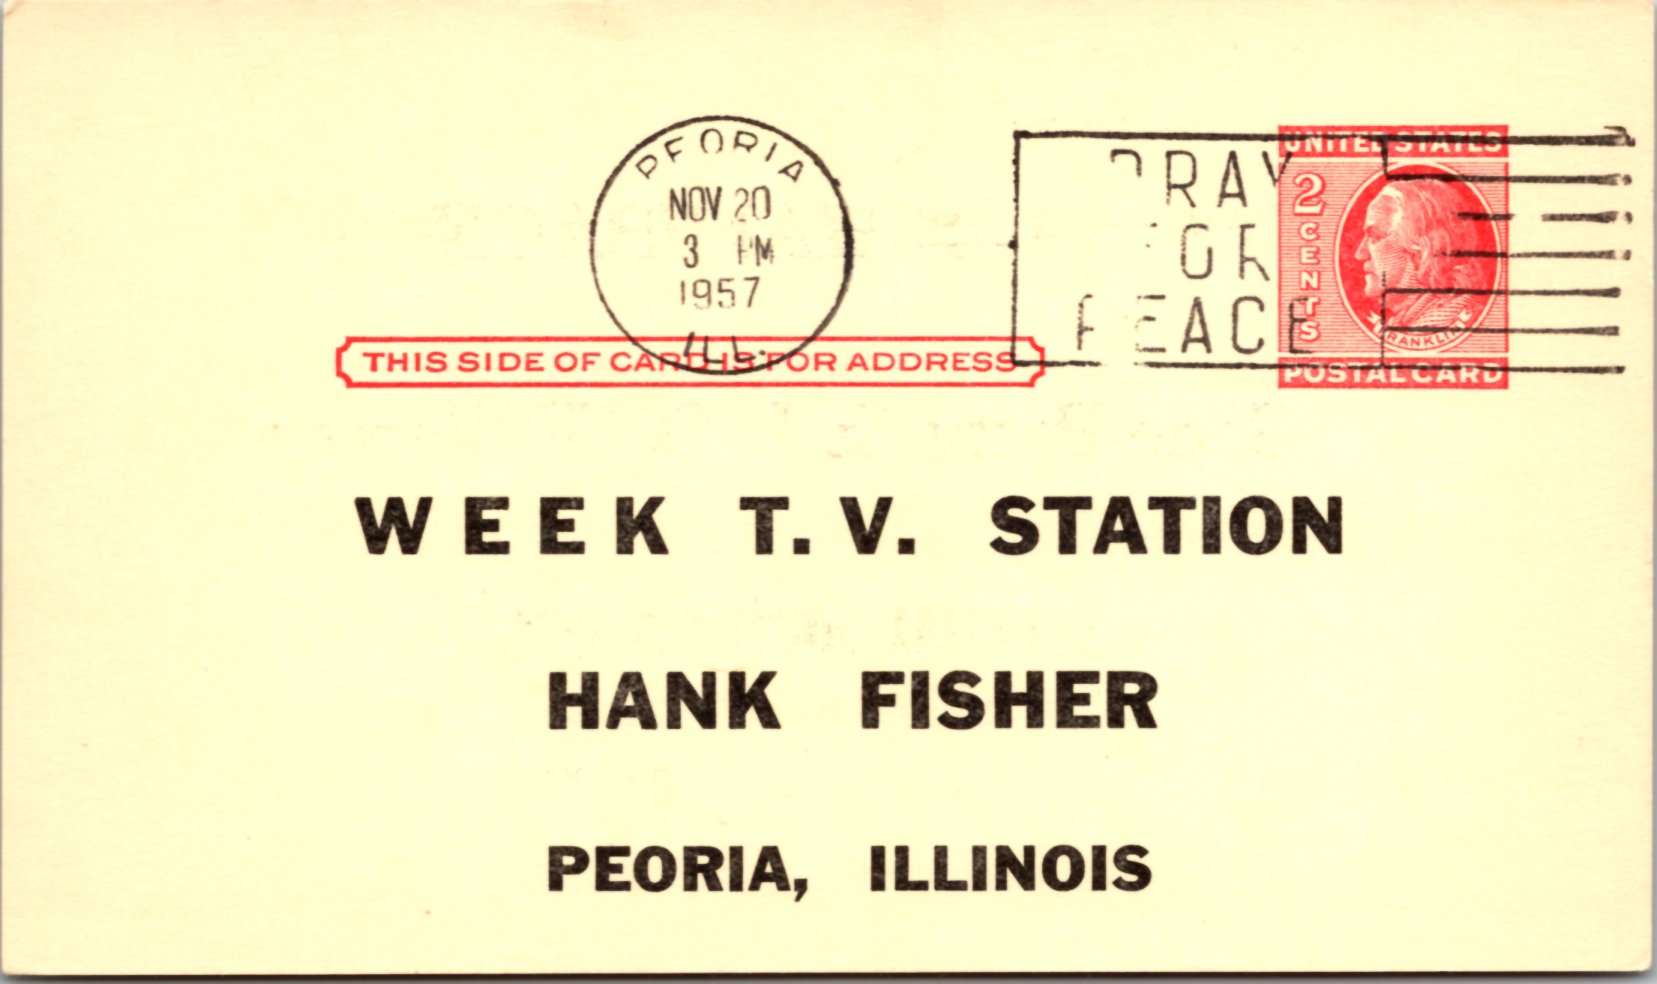 PEORIA
NOV 20
3 PM
1957
ILL.
PRAY
FOR
PEACE
UNITED STATES
2
CENTS
FRANKLIN
POSTAL CARD
THIS SIDE OF CARD IS FOR ADDRESS
WEEK T. V. STATION
HANK FISHER
PEORIA, ILLINOIS